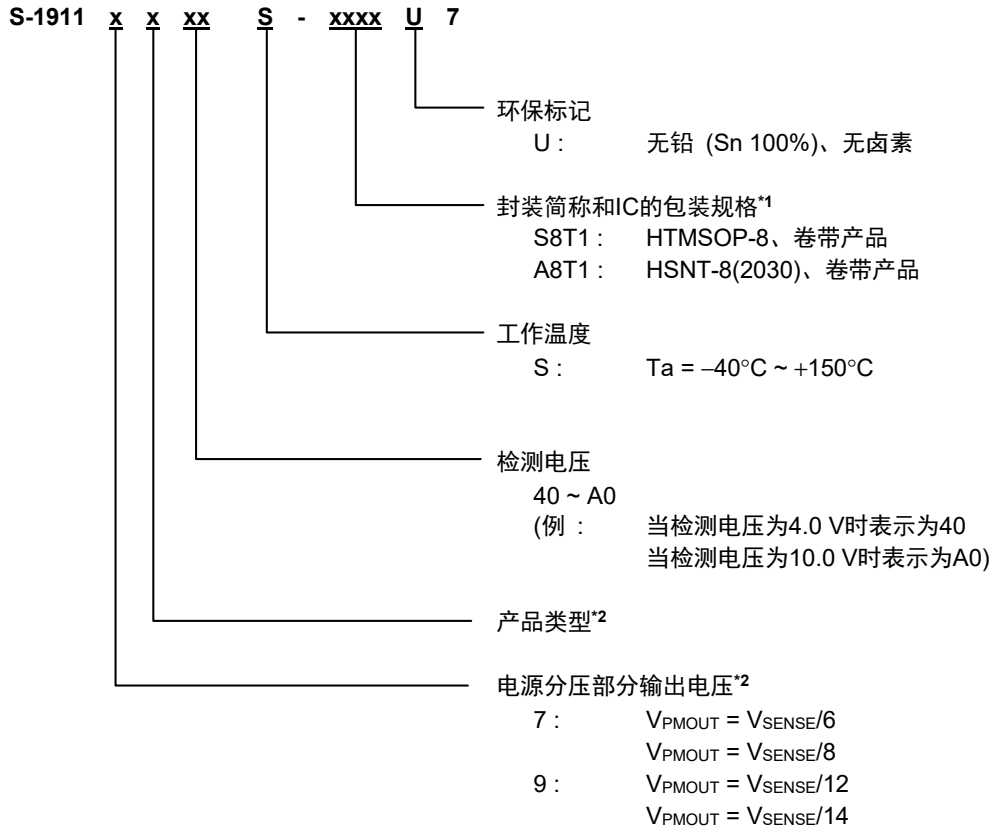 S-1911 x x xx S - xxxx U 7
环保标记
U : 无铅 (Sn 100%)、无卤素
封装简称和IC的包装规格*1
S8T1 : HTMSOP-8、卷带产品
A8T1 : HSNT-8(2030)、卷带产品
工作温度
S : Ta = −40°C ~ +150°C
检测电压
40 ~ A0
(例 : 当检测电压为4.0 V时表示为40
当检测电压为10.0 V时表示为A0)
产品类型*2
电源分压部分输出电压*2
7 : VPMOUT = VSENSE/6
VPMOUT = VSENSE/8
9 : VPMOUT = VSENSE/12
VPMOUT = VSENSE/14